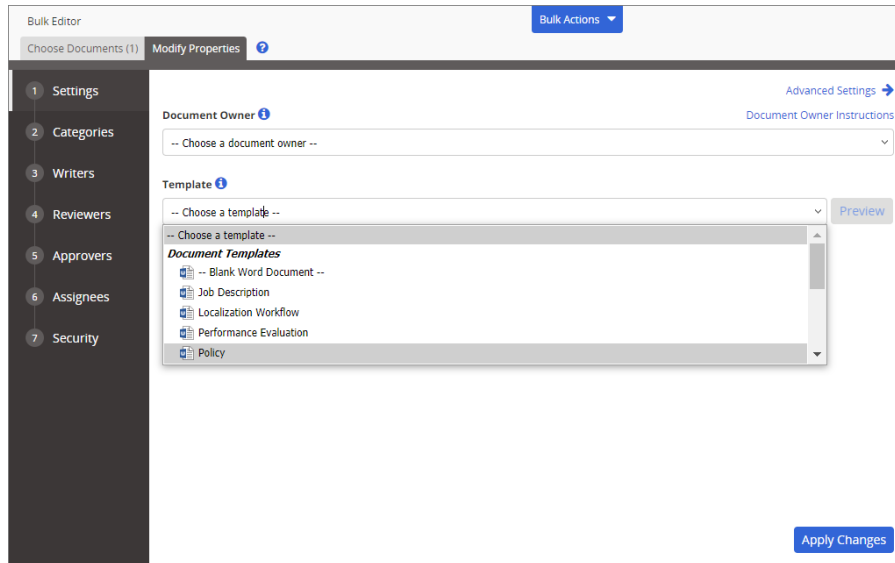 Bulk Editor
Bulk Actions
Choose Documents (1)
Modify Properties
?
1 Settings
2 Categories
3 Writers
4 Reviewers
5 Approvers
6 Assignees
7 Security
Advanced Settings
Document Owner
Document Owner Instructions
-- Choose a document owner --
Template
-- Choose a template --
Preview
-- Choose a template --
Document Templates
-- Blank Word Document --
Job Description
Localization Workflow
Performance Evaluation
Policy
Apply Changes